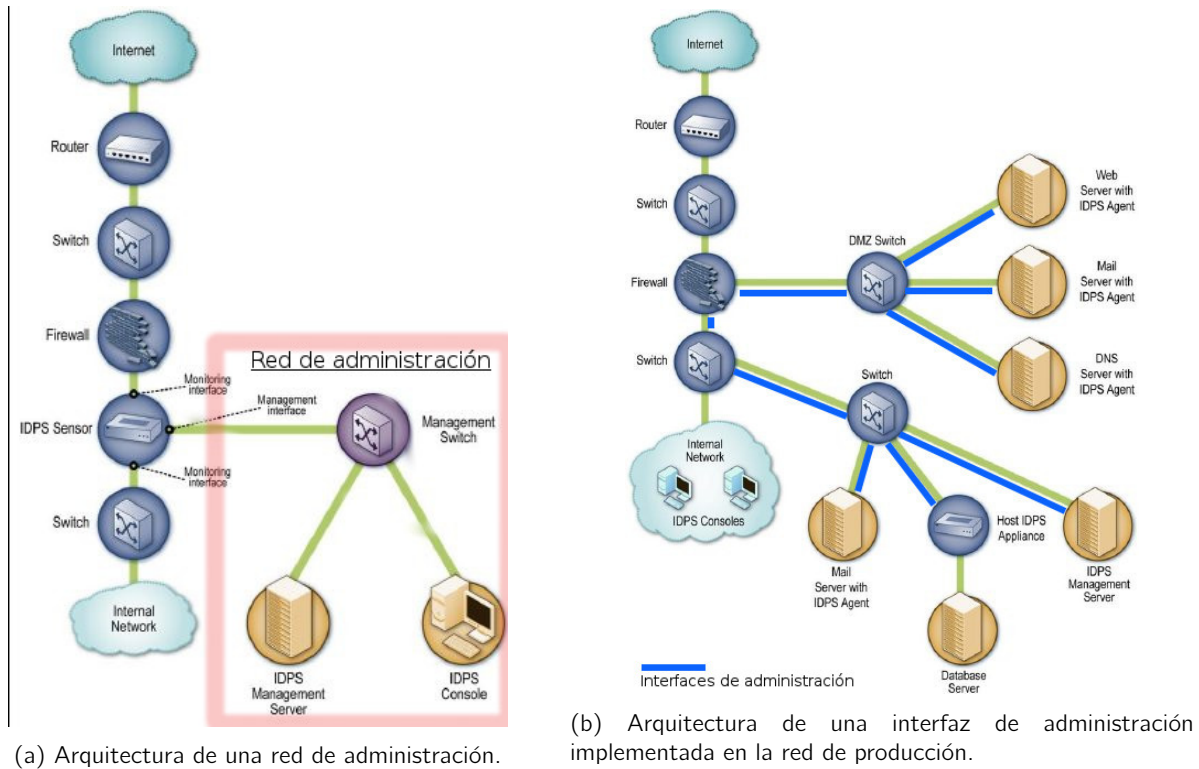 Internet
Router
Switch
Firewall
Red de administración
Monitoring
interface
Management
interface
IDPS Sensor
Management
Switch
Monitoring
interface
Switch
Internal
Network
IDPS
Management
Server
IDPS
Console
(a) Arquitectura de una red de administración.
Internet
Router
Switch
Web
Server with
IDPS Agent
DMZ Switch
Firewall
Mail
Server with
IDPS Agent
Switch
DNS
Server with
IDPS Agent
Switch
Internal
Network
IDPS Consoles
Host IDPS
Appliance
Mail
Server with
IDPS Agent
IDPS
Management
Server
Database
Server
Interfaces de administración
(b) Arquitectura de una interfaz de administración
implementada en la red de producción.